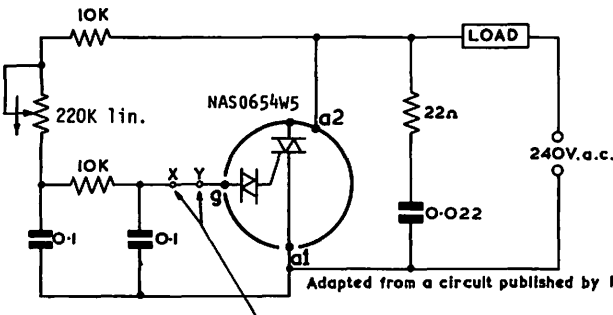 10K
LOAD
NAS0654W5
a2
220K lin.
22Ω
240V.a.c.
10K
X Y
g
0·1
0·1
0·022
a1
Adapted from a circuit published by